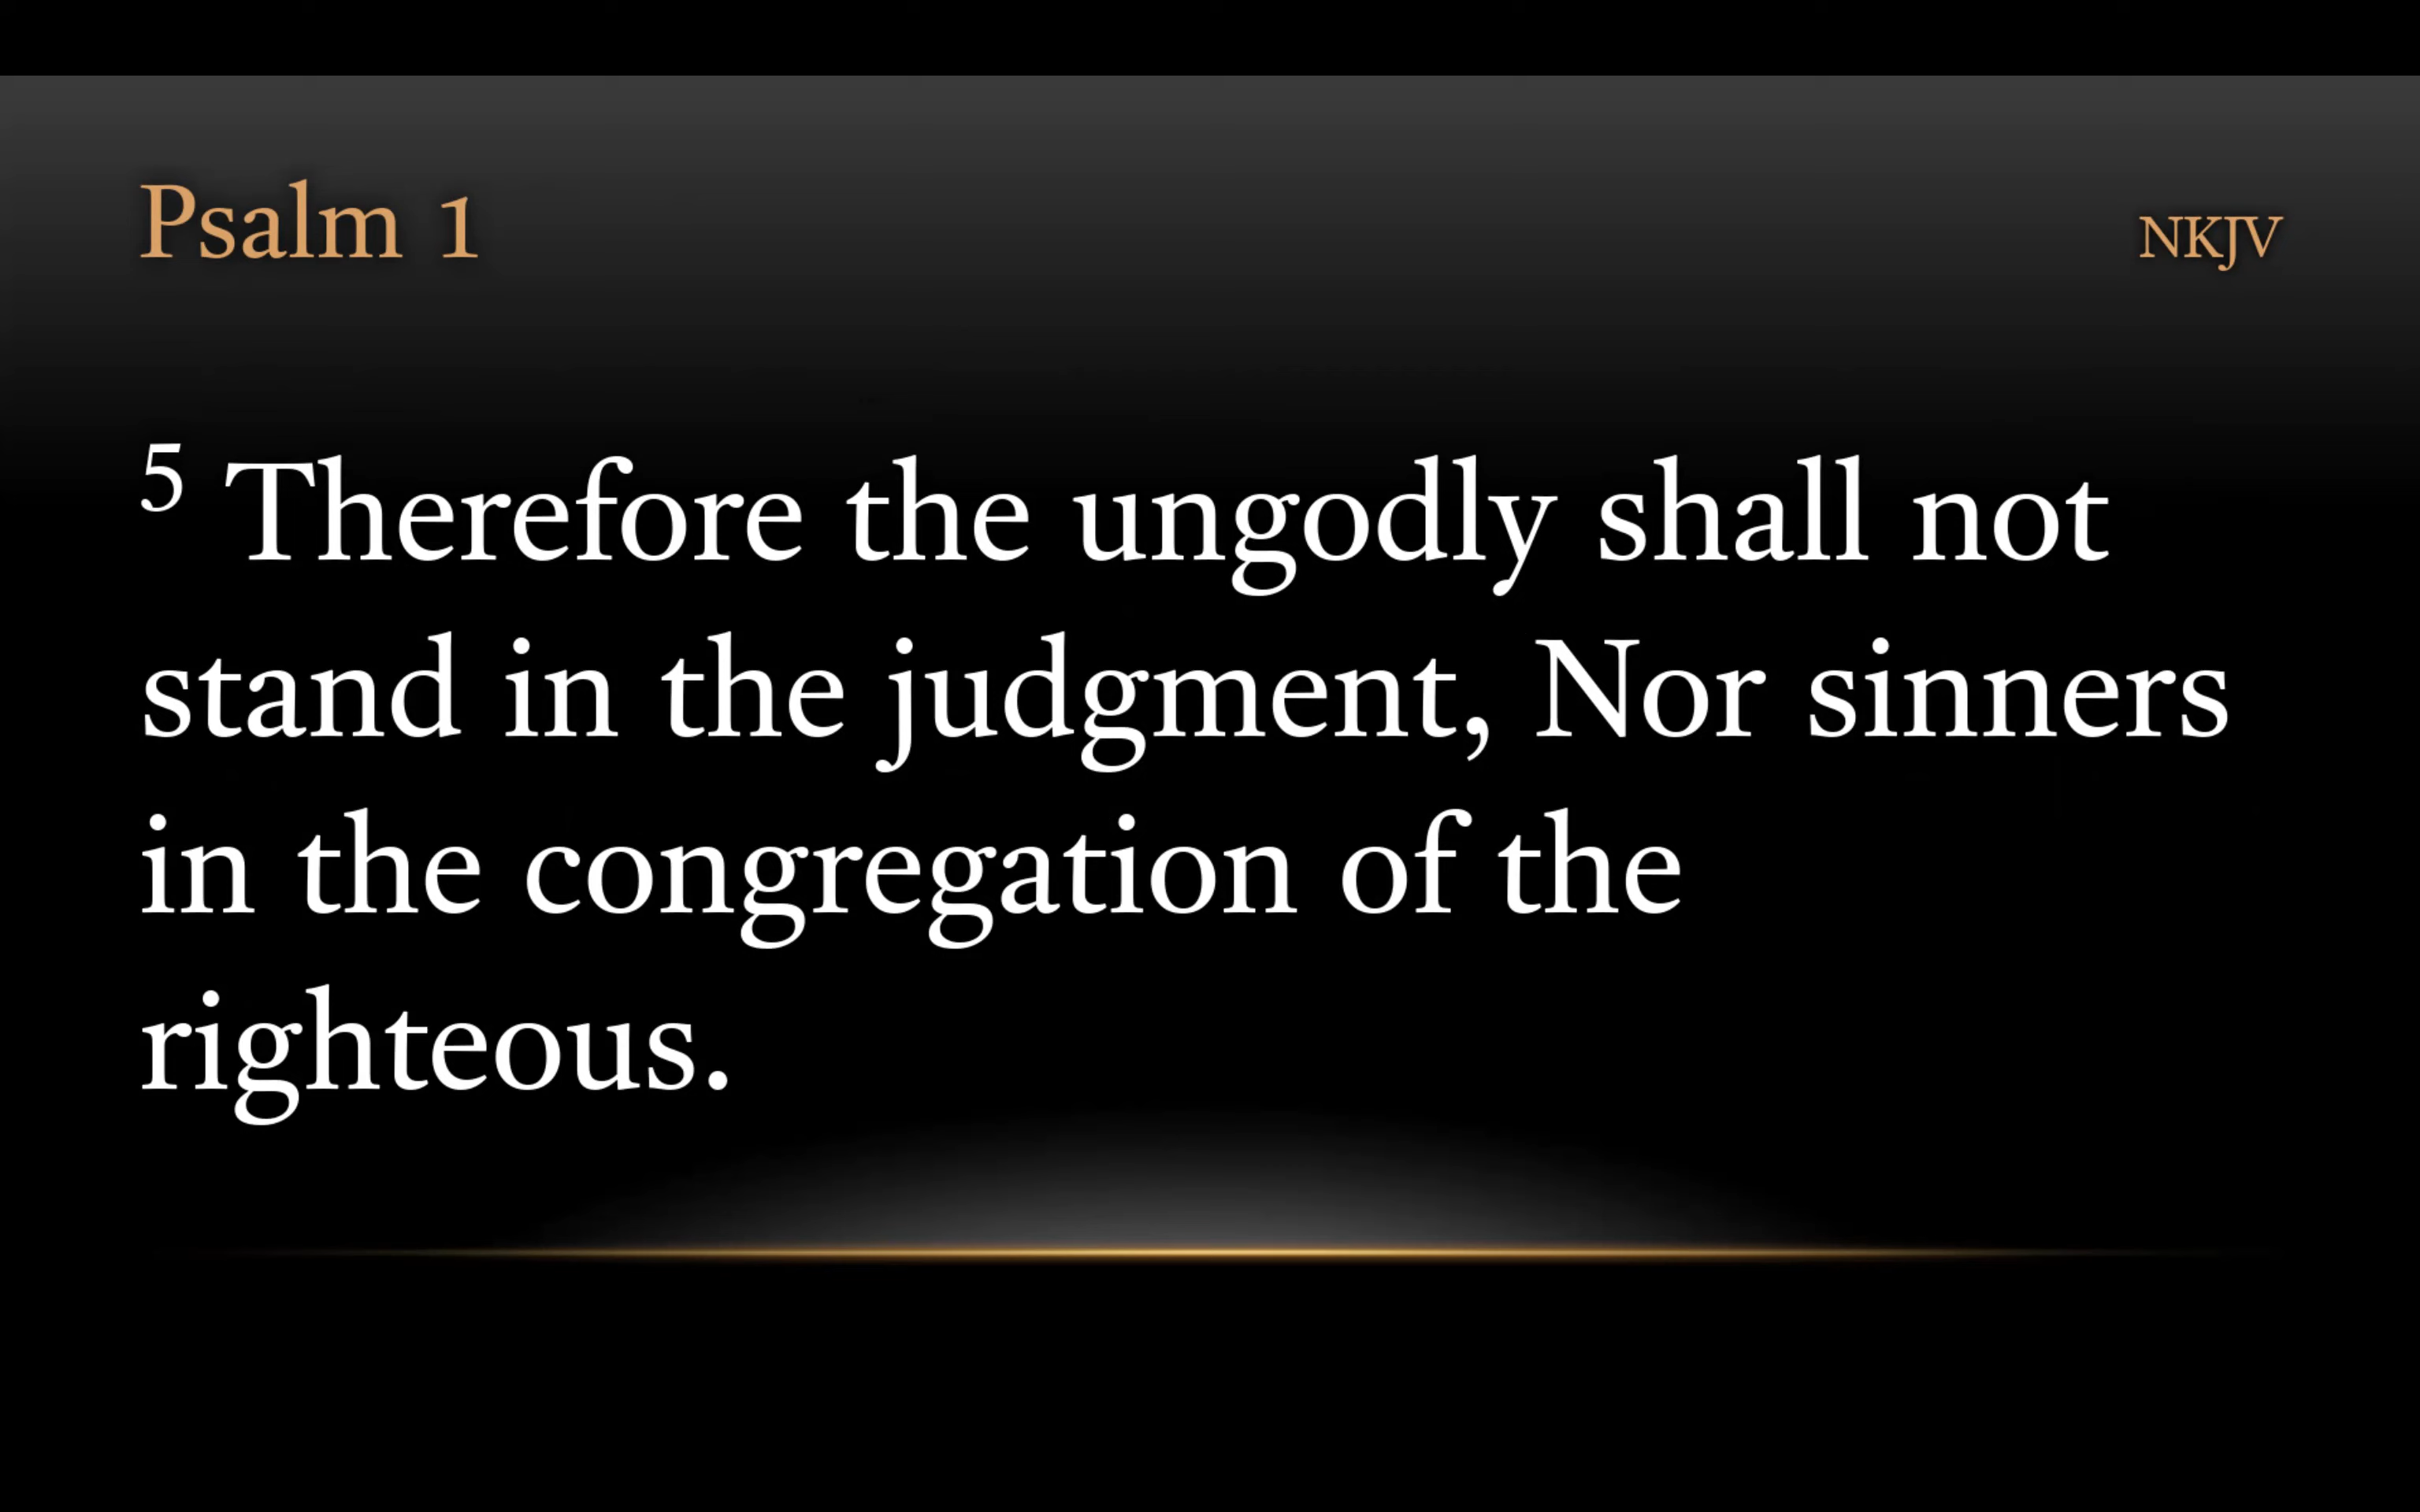 Psalm 1
NKJV
5 Therefore the ungodly shall not
stand in the judgment, Nor sinners
in the congregation of the
righteous.